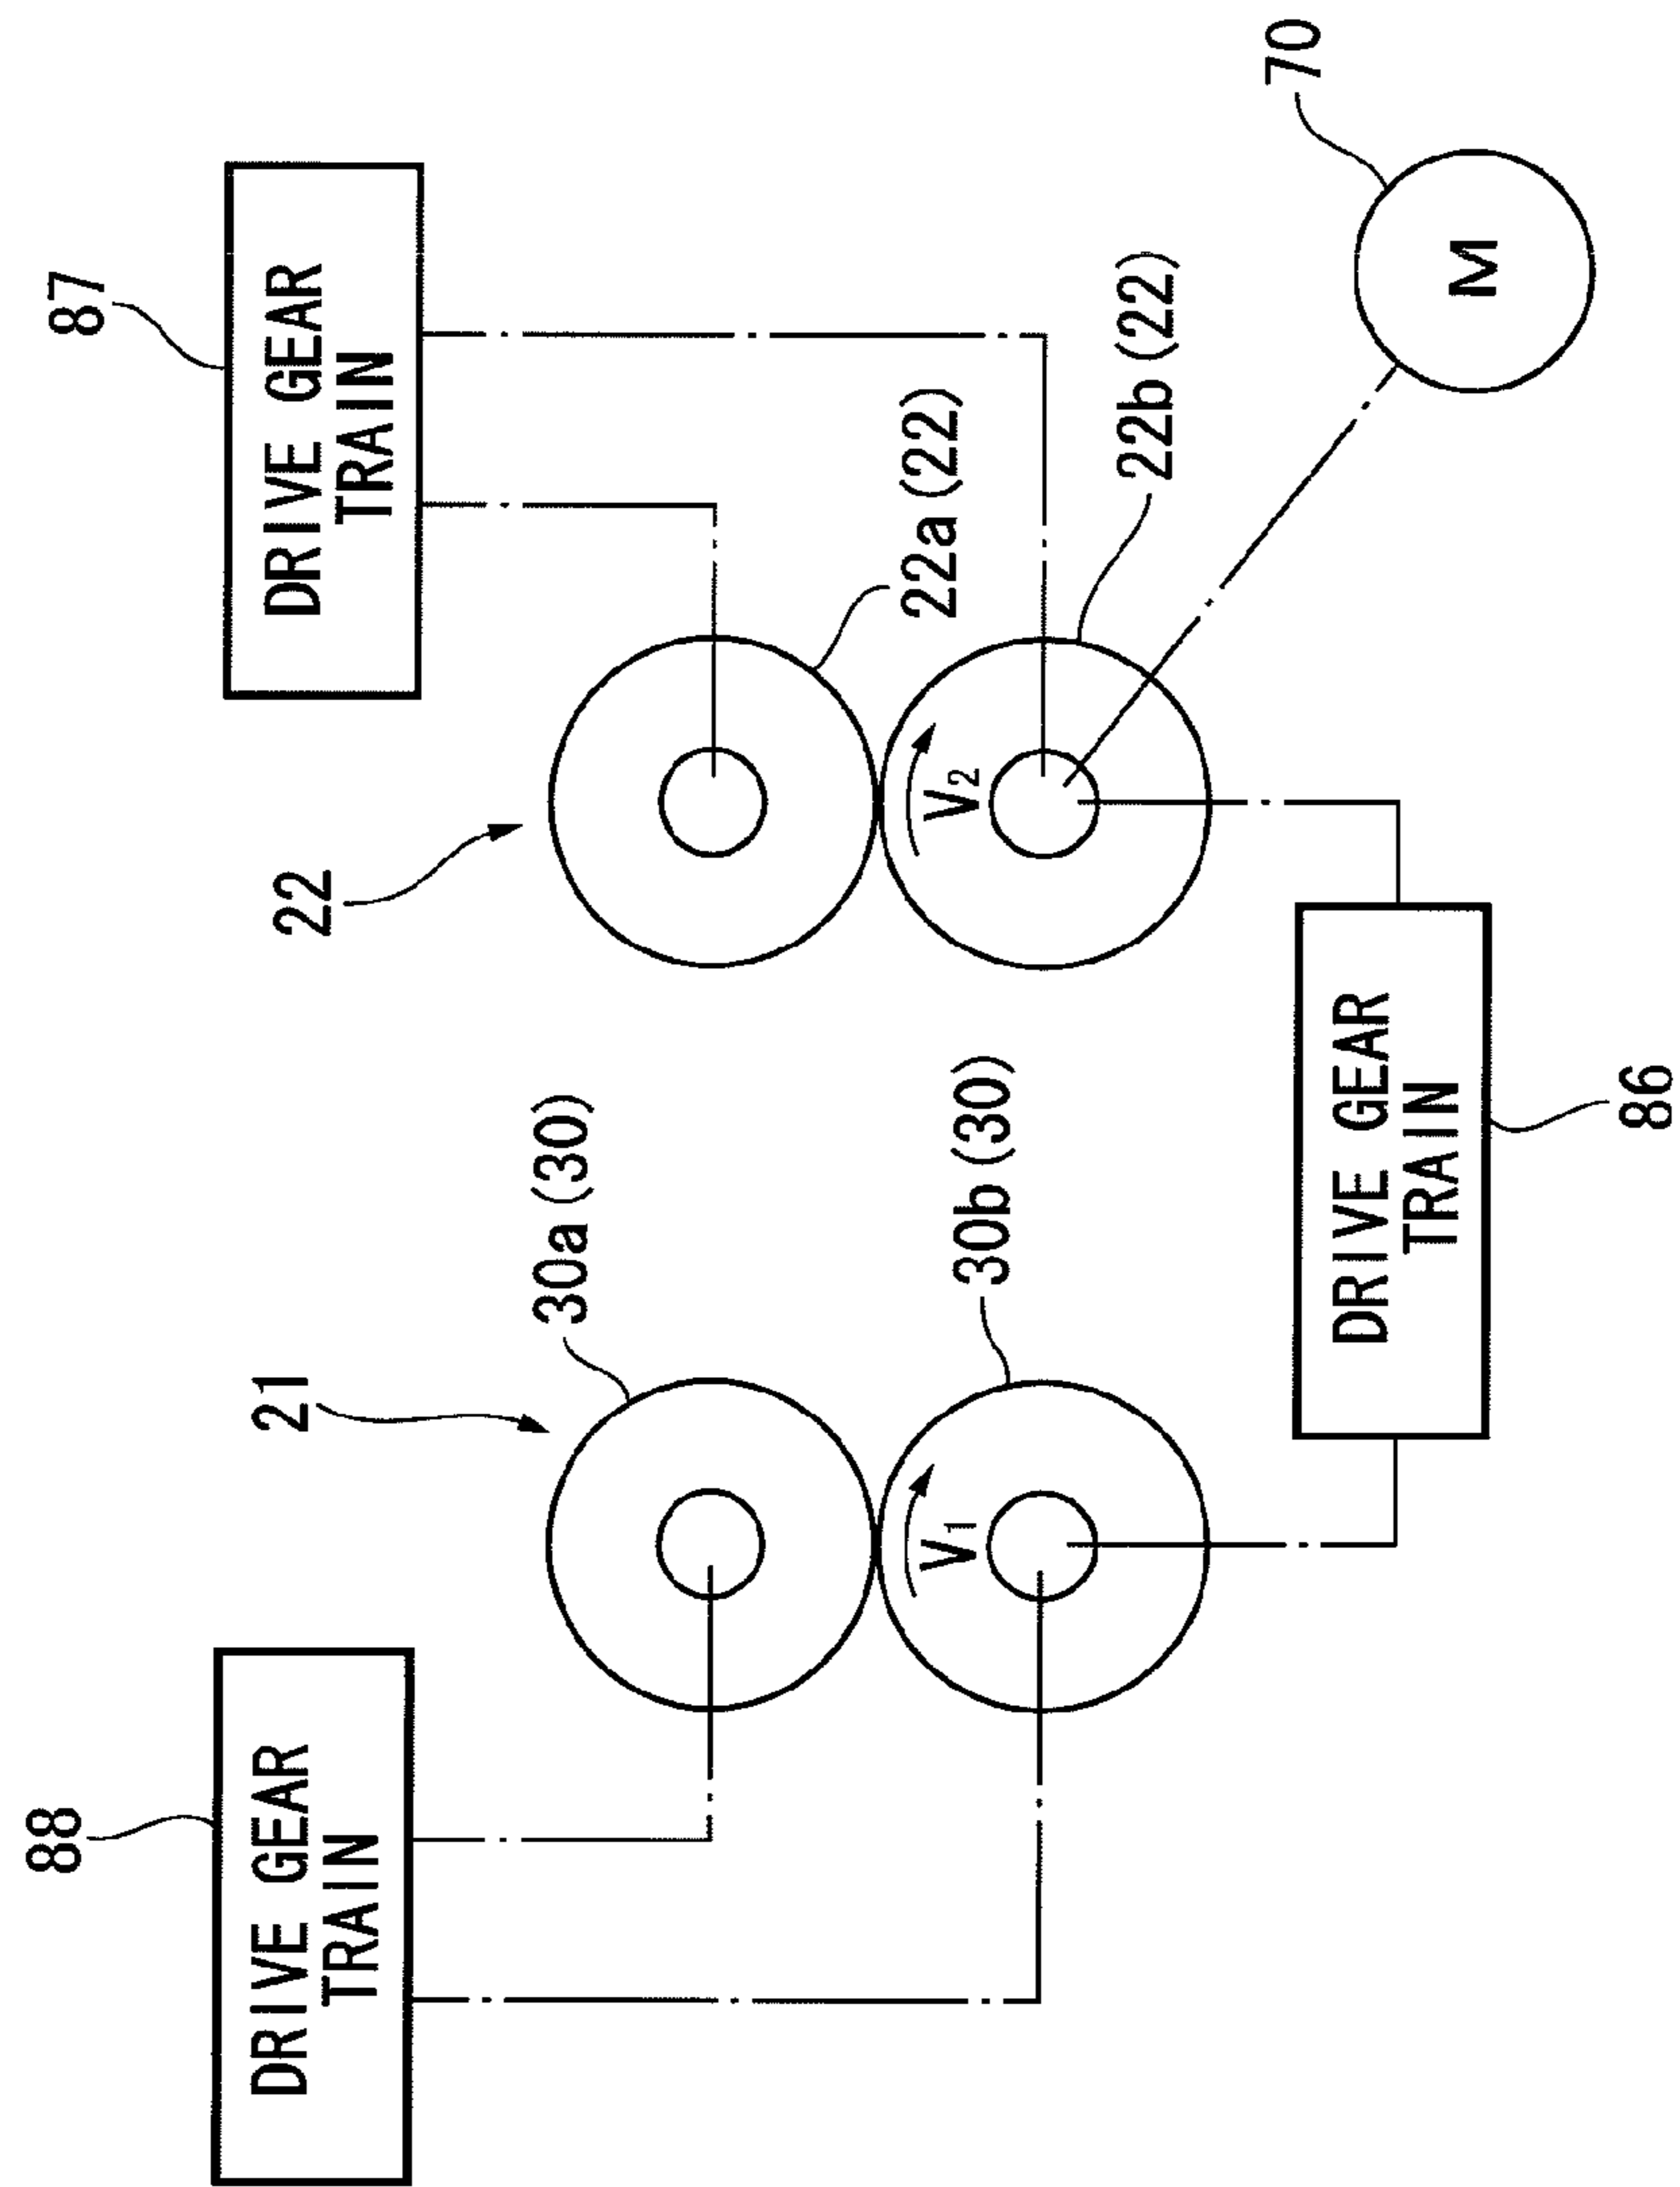 88
DRIVE GEAR
TRAIN
21
30a(30)
V1
30b(30)
22
87
DRIVE GEAR
TRAIN
22a(22)
V2
22b(22)
DRIVE GEAR
TRAIN
86
70
M